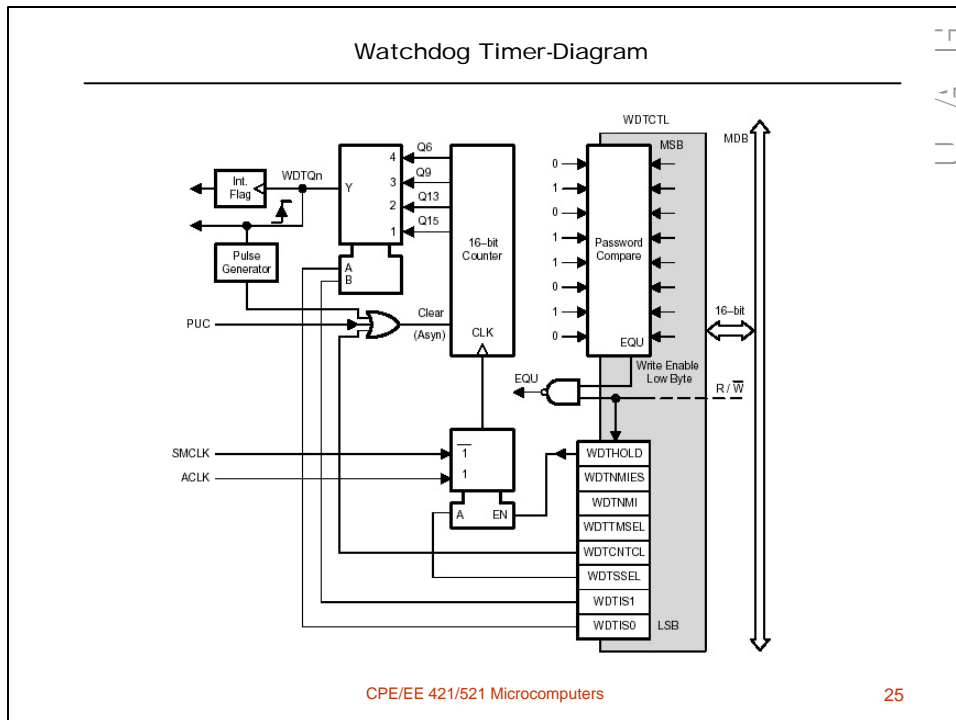 Watchdog Timer-Diagram
WDTCTL
MDB
MSB
Q6
Q9
Q13
Q15
4
3
2
1
Y
WDTQn
Int.
Flag
Pulse
Generator
A
B
16–bit
Counter
Clear
(Asyn)
CLK
PUC
0
1
0
1
1
0
1
0
Password
Compare
EQU
16–bit
Write Enable
Low Byte
EQU
R / W
SMCLK
ACLK
1
1
A EN
WDTHOLD
WDTNMIES
WDTNMI
WDTTMSEL
WDTCNTCL
WDTSSEL
WDTIS1
WDTIS0
LSB
CPE/EE 421/521 Microcomputers
25